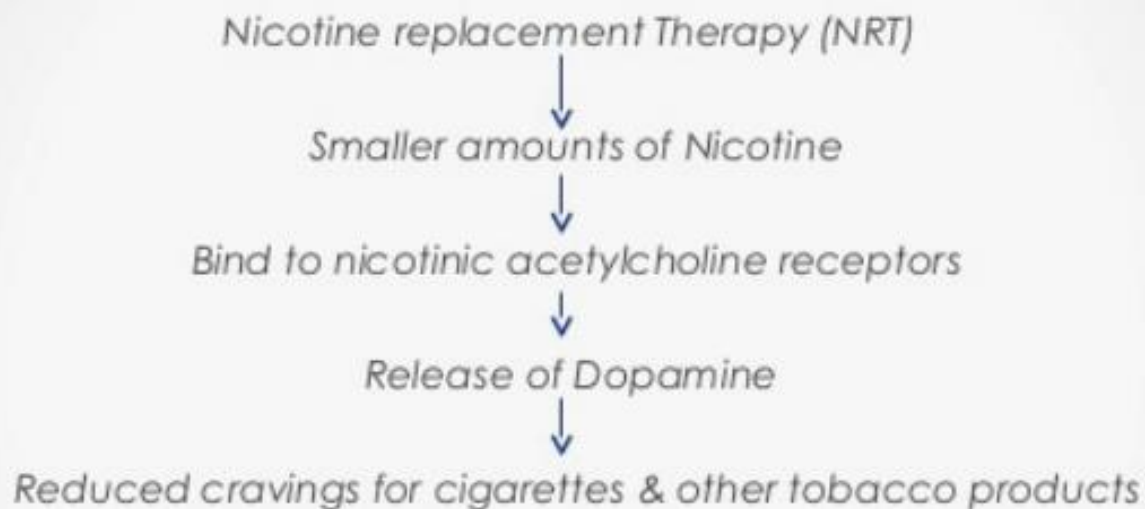 Nicotine replacement Therapy (NRT)
Smaller amounts of Nicotine
Bind to nicotinic acetylcholine receptors
Release of Dopamine
Reduced cravings for cigarettes & other tobacco products